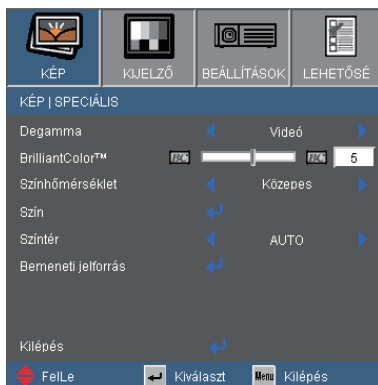 KÉP KIJELZŐ BEÁLLÍTÁSOK LEHETŐSÉ
KÉP | SPECIÁLIS
Degamma Videó
BrilliantColor™ BC BC 5
Színhőmérséklet Közepes
Szín
Színtér AUTO
Bemeneti jelforrás
Kilépés
FelLe Kiválaszt Menu Kilépés